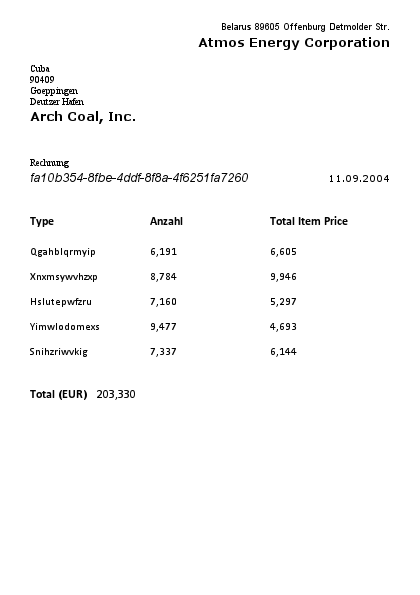 Belarus 89605 Offenburg Detmolder Str.
Atmos Energy Corporation
Cuba
90409
Goeppingen
Deutzer Hafen
Arch Coal, Inc.
Rechnung
fa10b354-8fbe-4ddf-8f8a-4f6251fa7260 11.09.2004
Type Anzahl Total Item Price
Qgahblqrmyip 6,191 6,605
Xnxmsywvhzxp 8,784 9,946
Hslutepwfzru 7,160 5,297
Yimwlodomexs 9,477 4,693
Snihzriwvkig 7,337 6,144
Total (EUR) 203,330